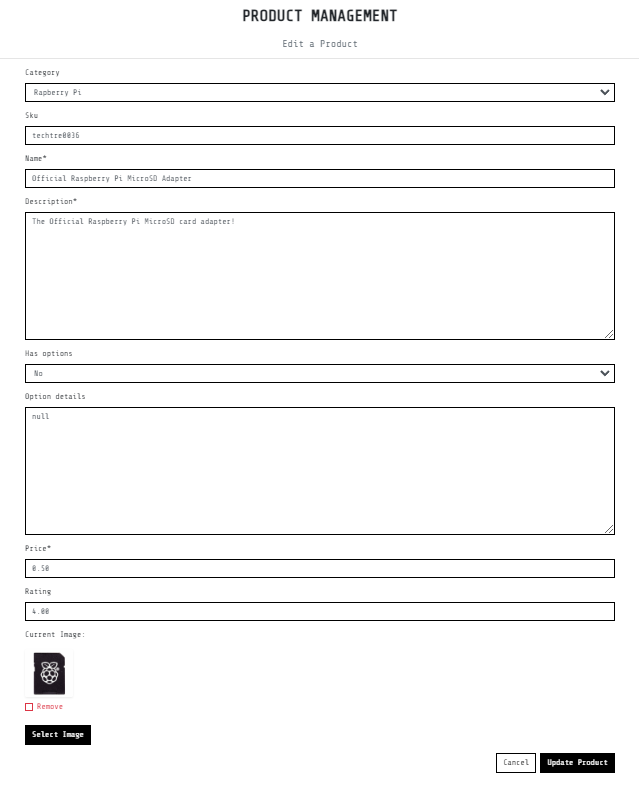 PRODUCT MANAGEMENT
Edit a Product
Category
Rapberry Pi
Sku
techtre0036
Name*
Official Raspberry Pi MicroSD Adapter
Description*
The Official Raspberry Pi MicroSD card adapter!
Has options
No
Option details
null
Price*
0.50
Rating
4.00
Current Image:
Remove
Select Image
Cancel
Update Product